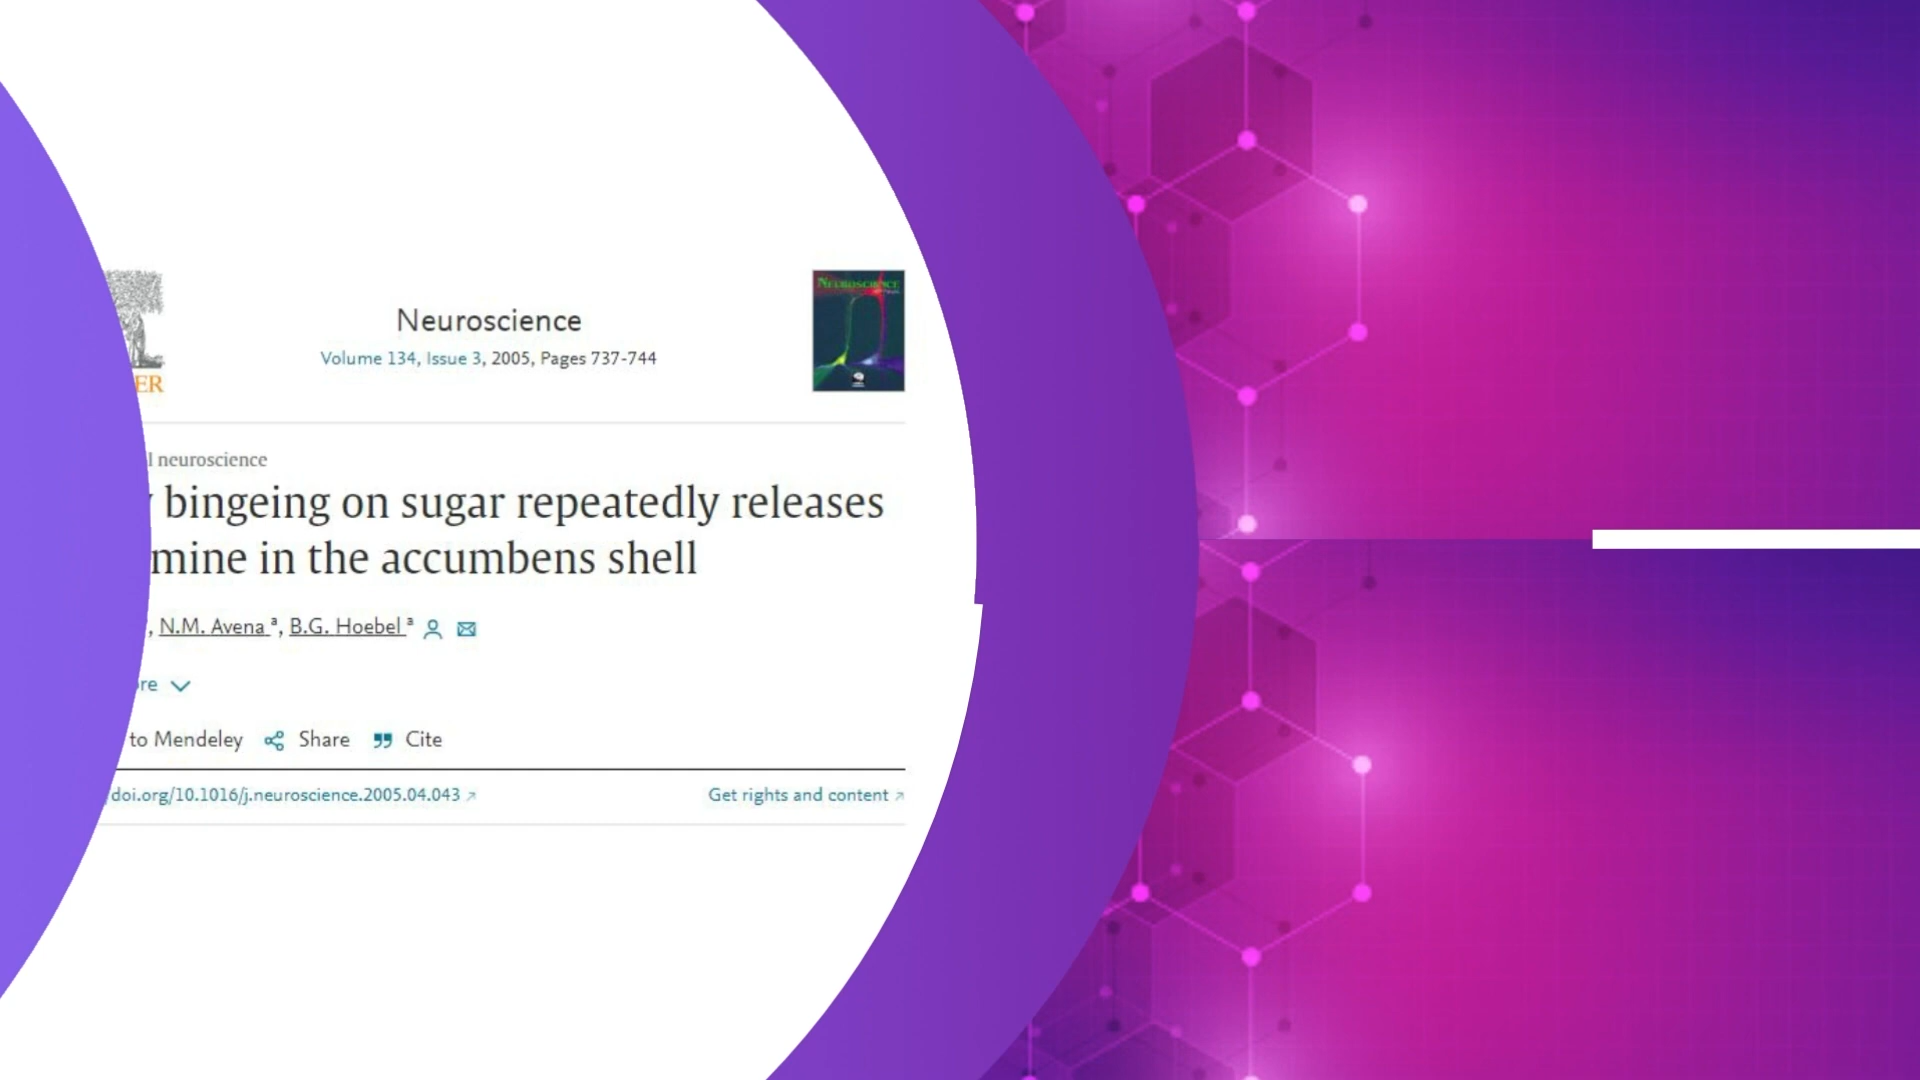 Neuroscience
NEUROSCIENCE
Volume 134, Issue 3, 2005, Pages 737-744
ER
l neuroscience
bingeing on sugar repeatedly releases
mine in the accumbens shell
, N.M. Avena ª, B.G. Hoebel ª
re
to Mendeley Share Cite
doi.org/10.1016/j.neuroscience.2005.04.043 Get rights and content